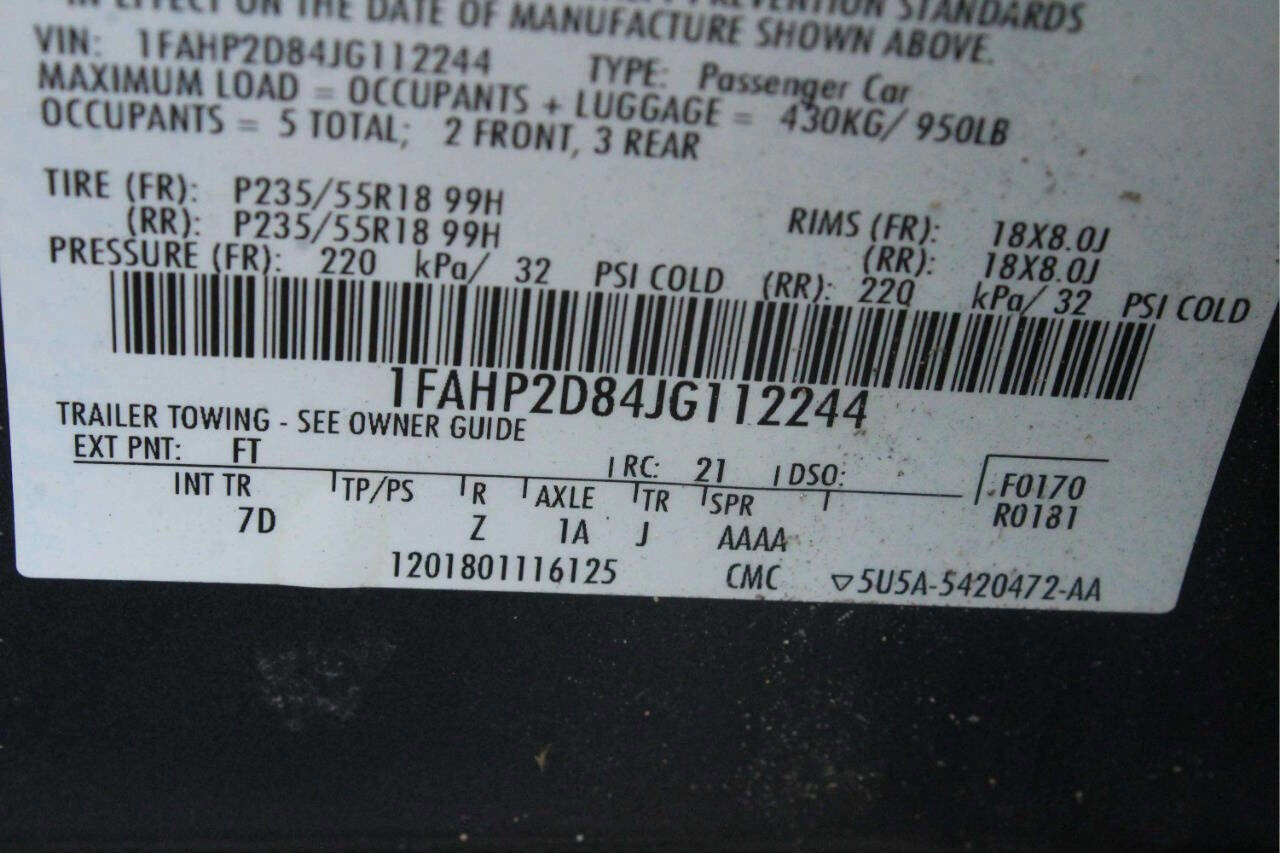 IN EFFECT ON THE DATE OF MANUFACTURE SHOWN ABOVE. PREVENTION STANDARDS
VIN: 1FAHP2D84JG112244 TYPE: Passenger Car
MAXIMUM LOAD = OCCUPANTS + LUGGAGE = 430KG/ 950LB
OCCUPANTS = 5 TOTAL; 2 FRONT, 3 REAR
TIRE (FR): P235/55R18 99H RIMS (FR): 18X8.0J
(RR): P235/55R18 99H (RR): 18X8.0J
PRESSURE (FR): 220 kPa/ 32 PSI COLD (RR): 220 kPa/ 32 PSI COLD
1FAHP2D84JG112244
TRAILER TOWING - SEE OWNER GUIDE
EXT PNT: FT RC: 21 DSO: F0170
INT TR TP/PS R AXLE TR SPR R0181
7D Z 1A J AAAA
1201801116125 CMC ▽5U5A-5420472-AA